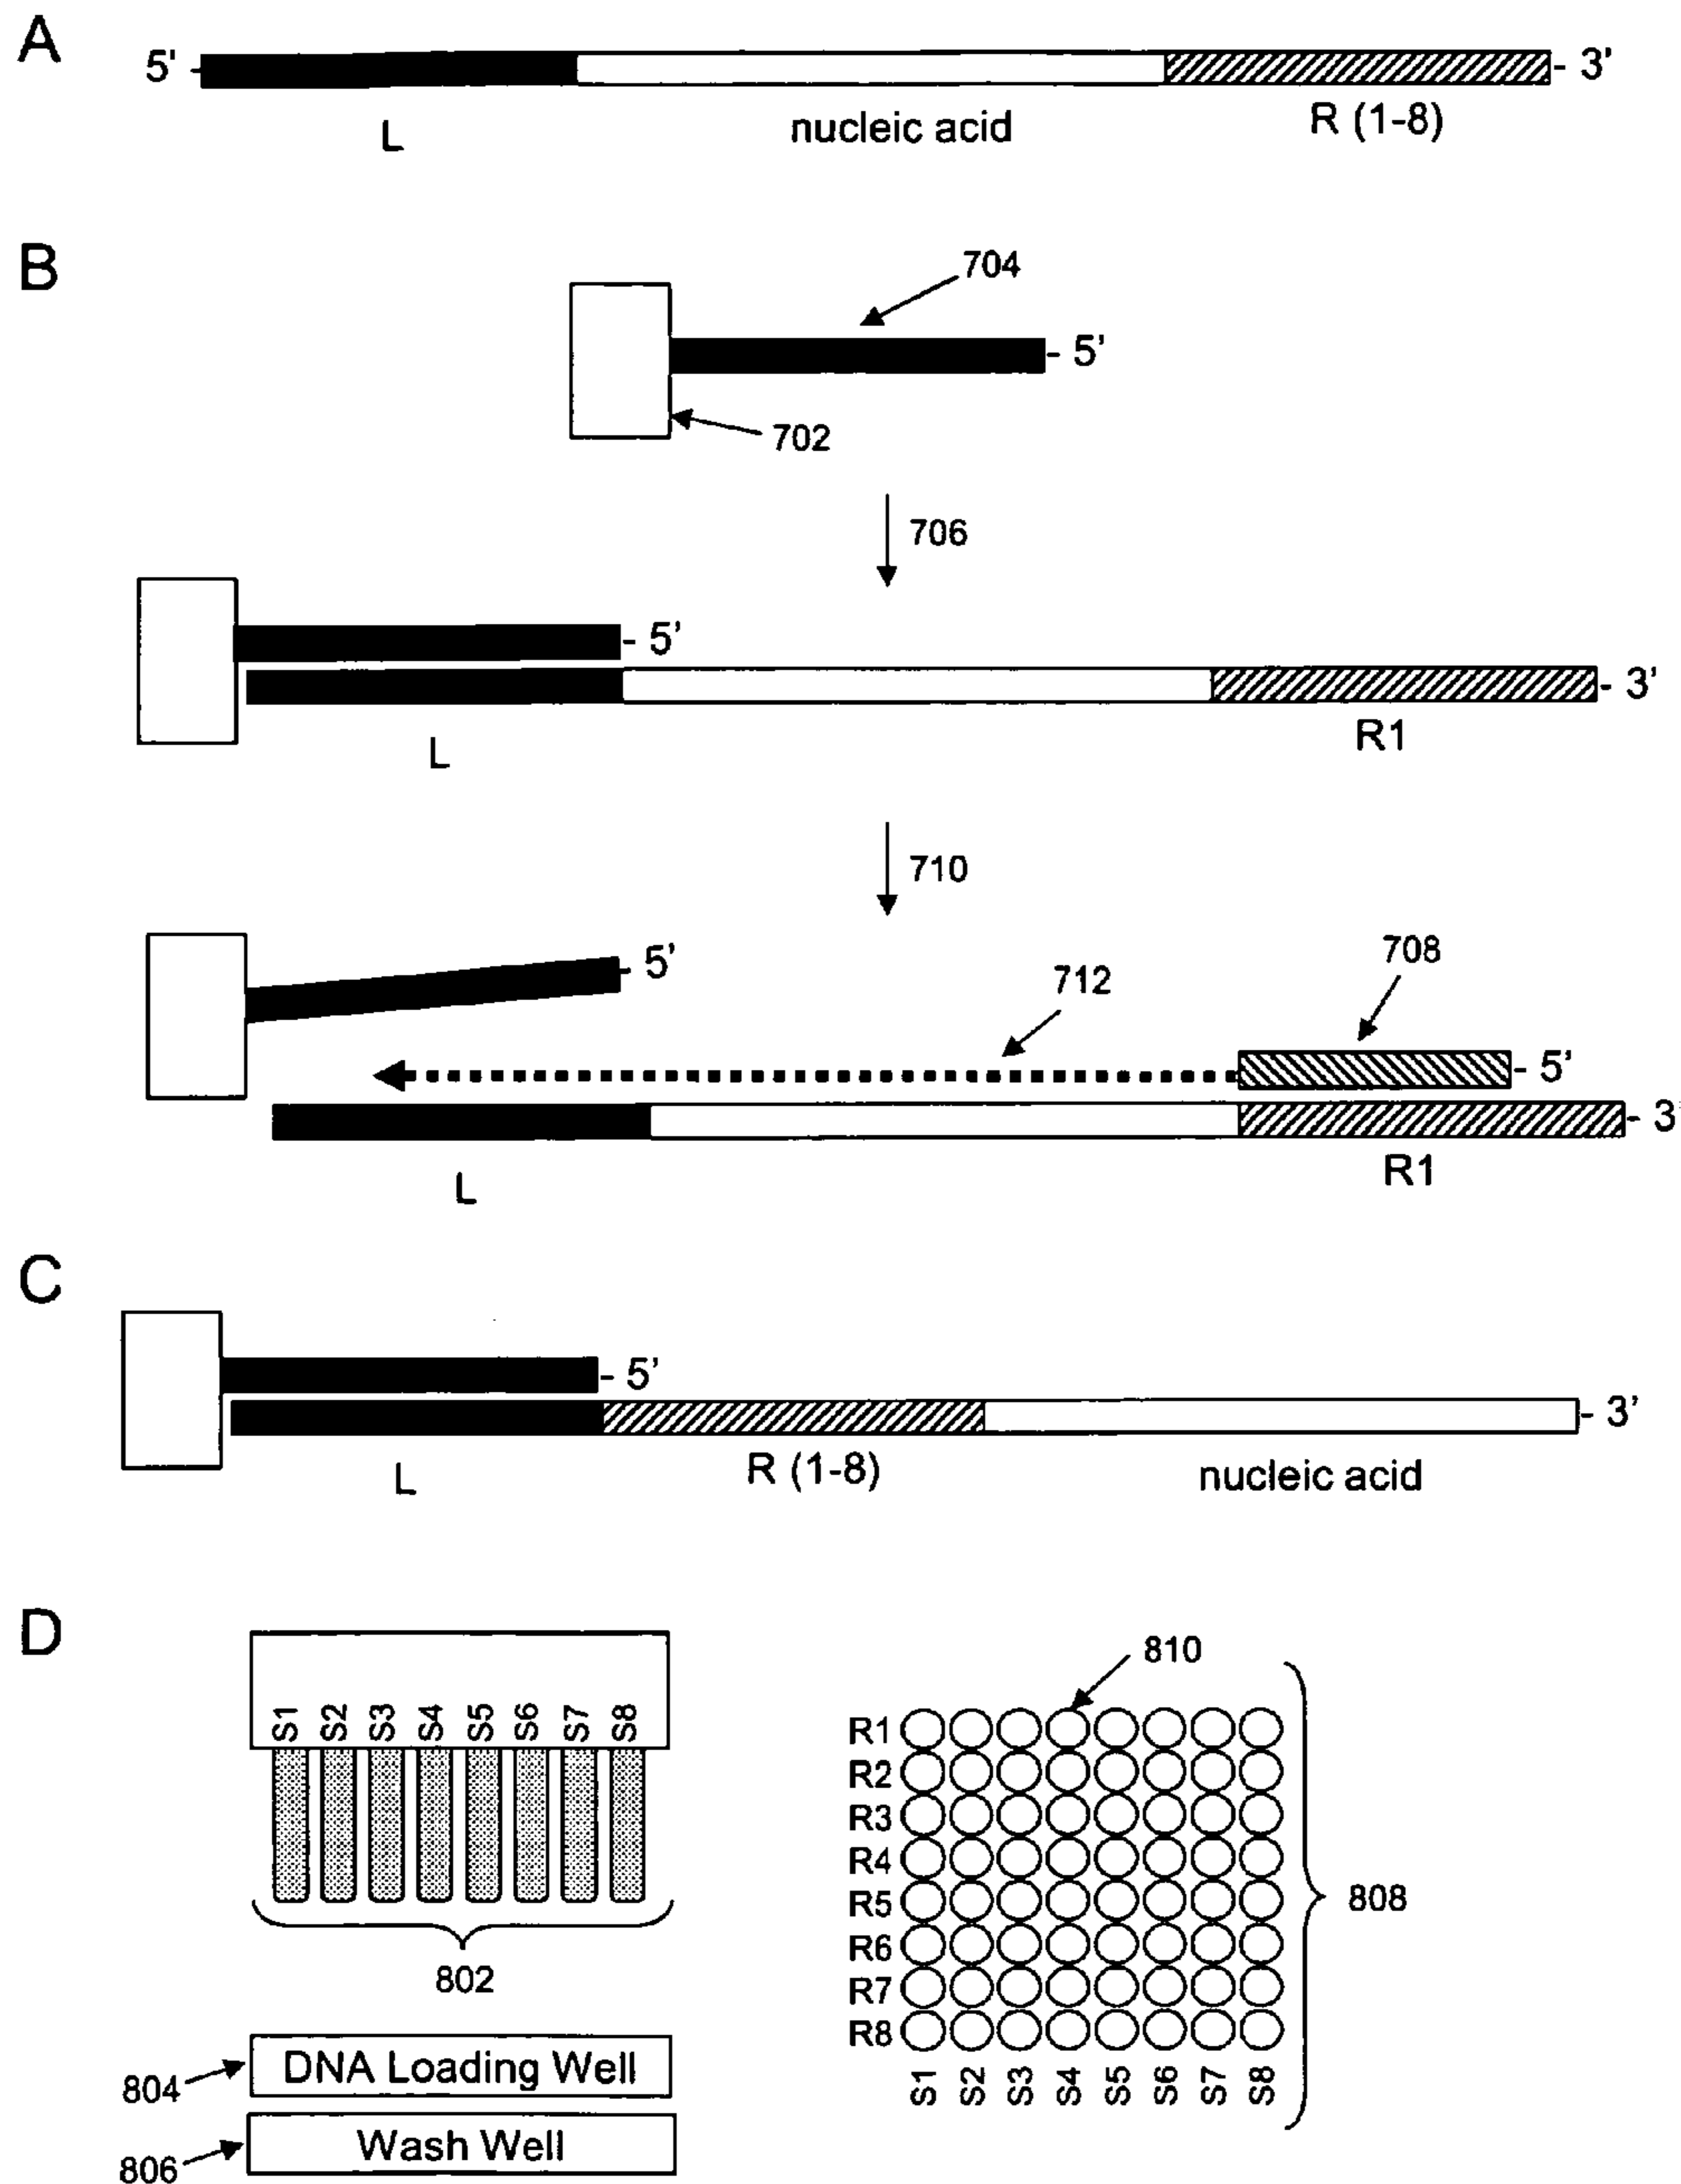 A
5' - - 3'
L
nucleic acid
R (1-8)
B
704
- 5'
702
706
- 5'
- 3'
L
R1
710
5'
708
712
- 5'
- 3'
L
R1
C
- 5'
- 3'
L
R (1-8)
nucleic acid
D
S1 S2 S3 S4 S5 S6 S7 S8
802
804
DNA Loading Well
806
Wash Well
810
R1
R2
R3
R4
R5
R6
R7
R8
S1 S2 S3 S4 S5 S6 S7 S8
808